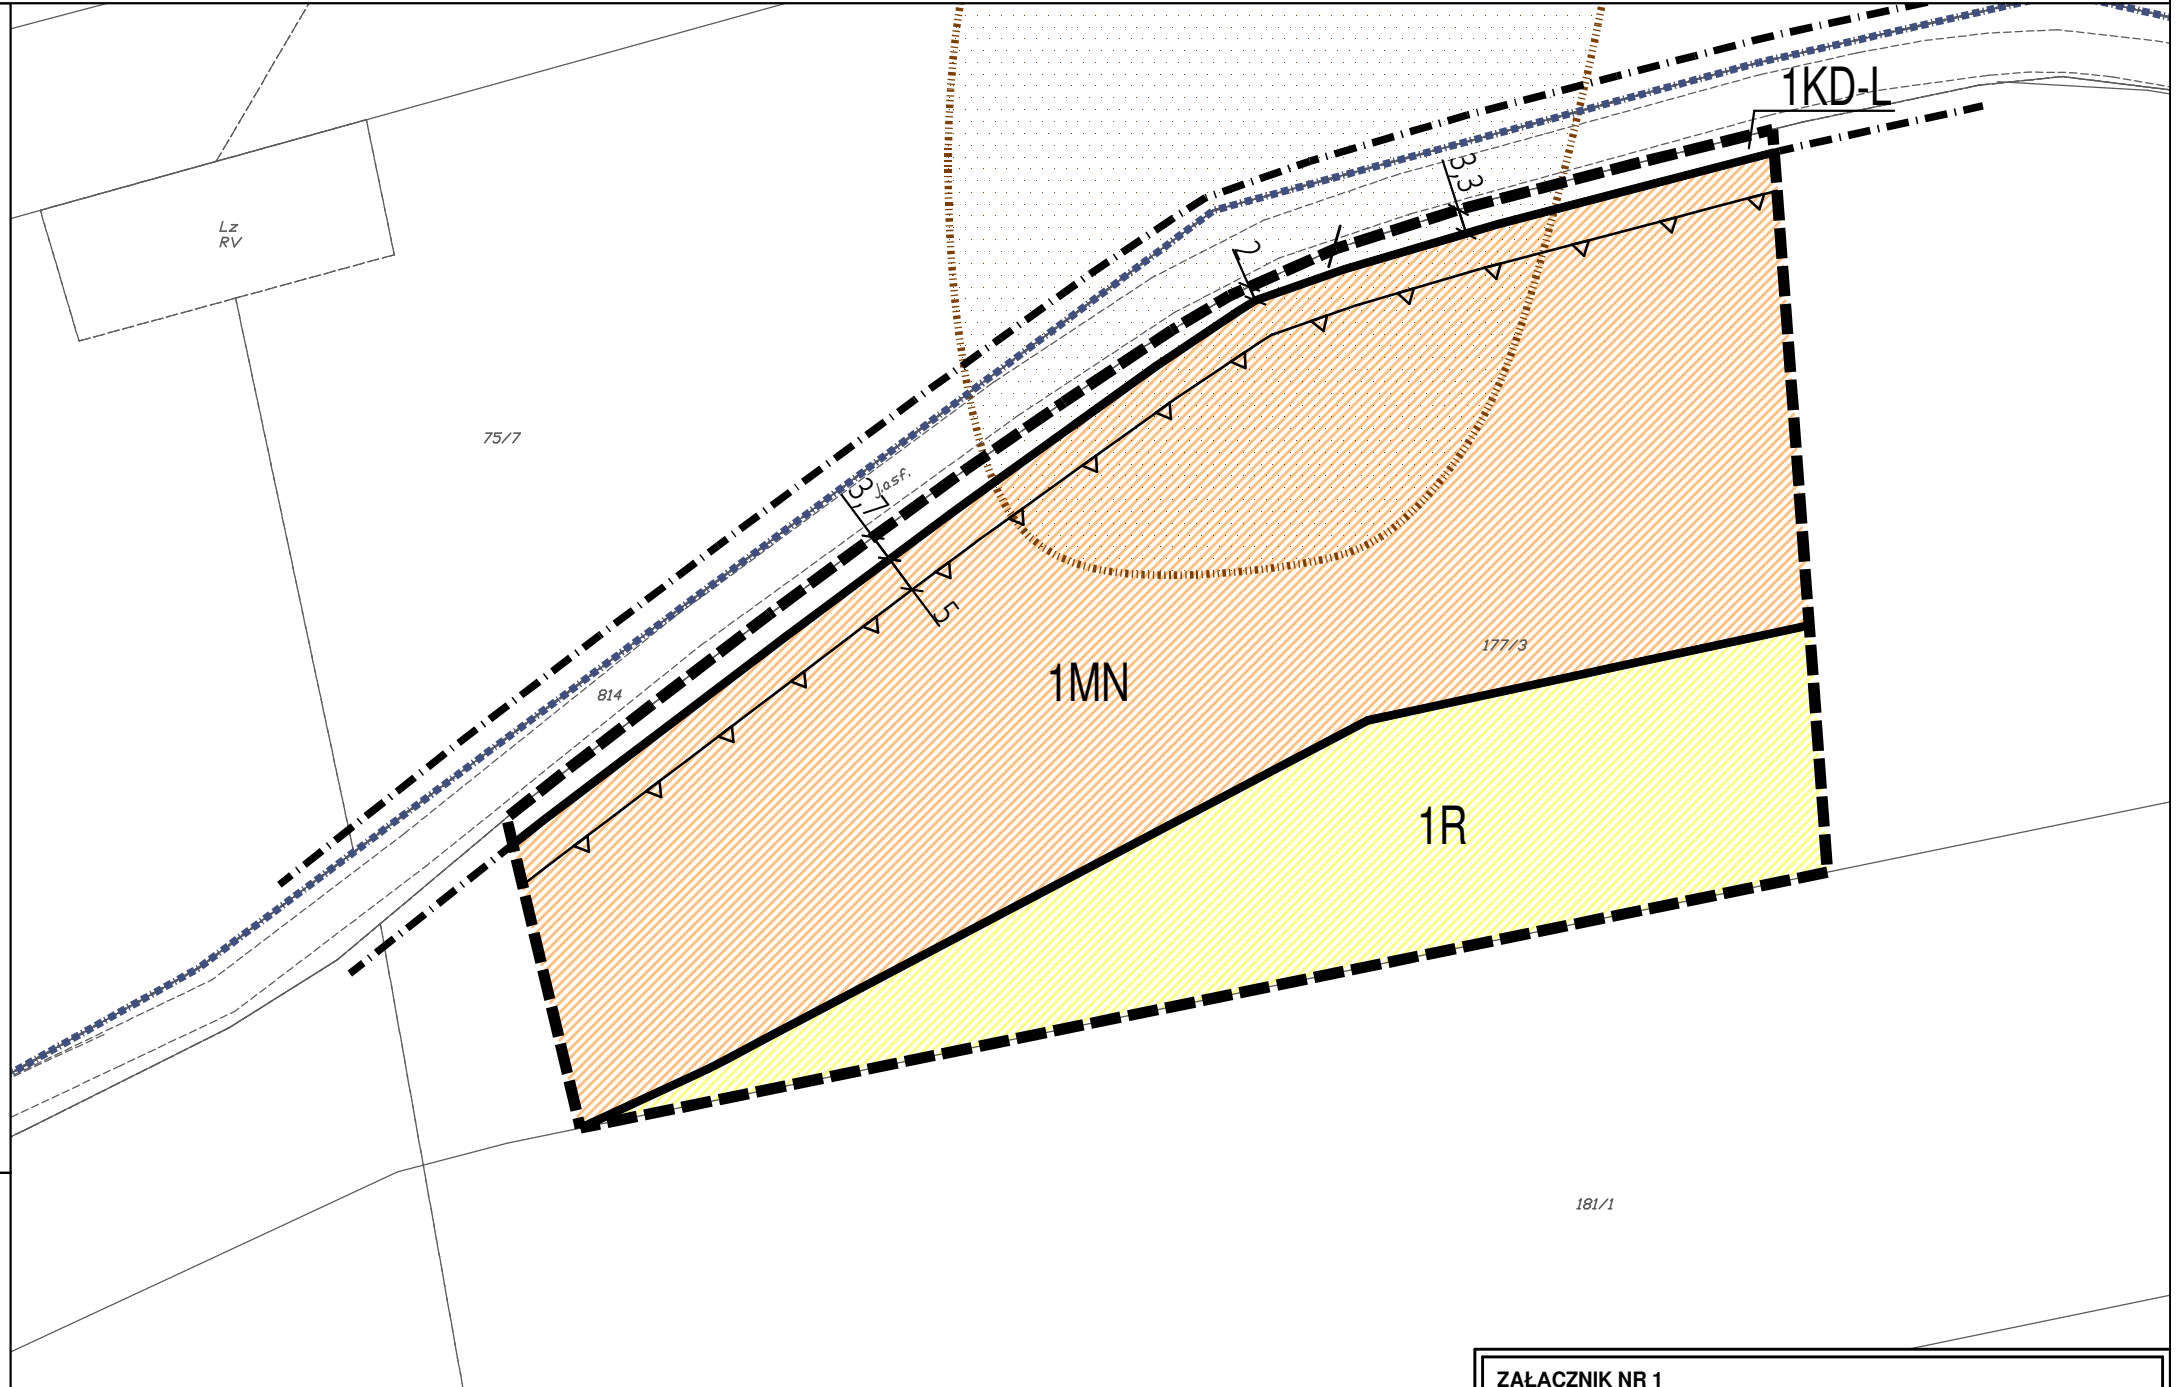 1KD-L
3,3
Lz
RV
2
75/7
j.asf.
3,7
5
177/3
1MN
814
1R
181/1
ZAŁĄCZNIK NR 1